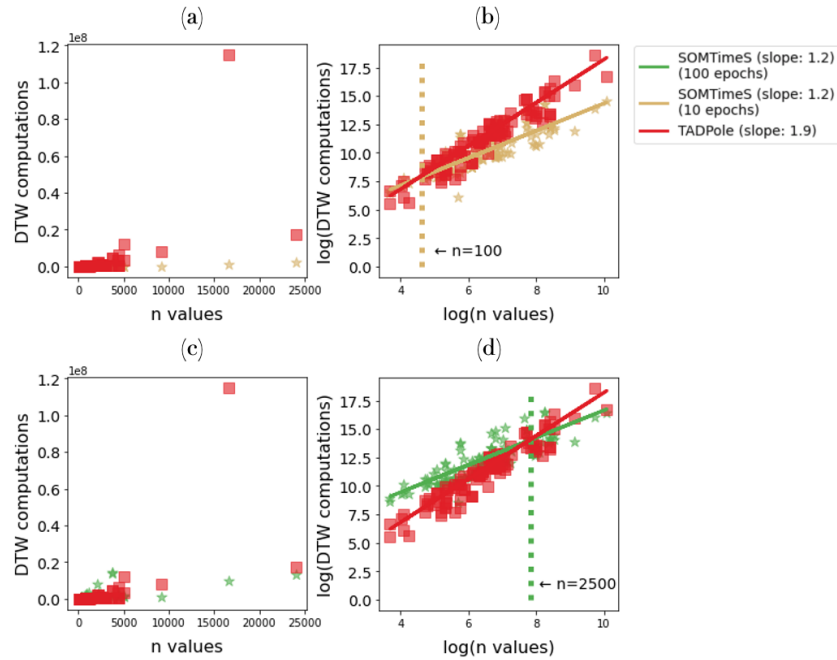 (a)
(b)
1e8
DTW computations
1.2
1.0
0.8
0.6
0.4
0.2
0.0
0
5000
10000
15000
20000
25000
n values
log(DTW computations)
17.5
15.0
12.5
10.0
7.5
5.0
2.5
0.0
← n=100
4
6
8
10
log(n values)
SOMTimeS (slope: 1.2)
(100 epochs)
SOMTimeS (slope: 1.2)
(10 epochs)
TADPole (slope: 1.9)
(c)
(d)
1e8
DTW computations
1.2
1.0
0.8
0.6
0.4
0.2
0.0
0
5000
10000
15000
20000
25000
n values
log(DTW computations)
17.5
15.0
12.5
10.0
7.5
5.0
2.5
0.0
← n=2500
4
6
8
10
log(n values)